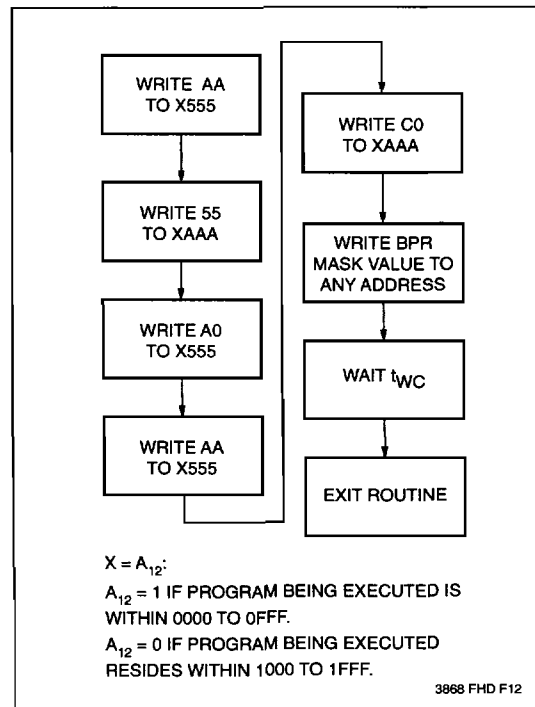 WRITE AA
TO X555
WRITE 55
TO XAAA
WRITE A0
TO X555
WRITE AA
TO X555
WRITE C0
TO XAAA
WRITE BPR
MASK VALUE TO
ANY ADDRESS
WAIT tWC
EXIT ROUTINE
X = A12:
A12 = 1 IF PROGRAM BEING EXECUTED IS
WITHIN 0000 TO 0FFF.
A12 = 0 IF PROGRAM BEING EXECUTED
RESIDES WITHIN 1000 TO 1FFF.
3868 FHD F12